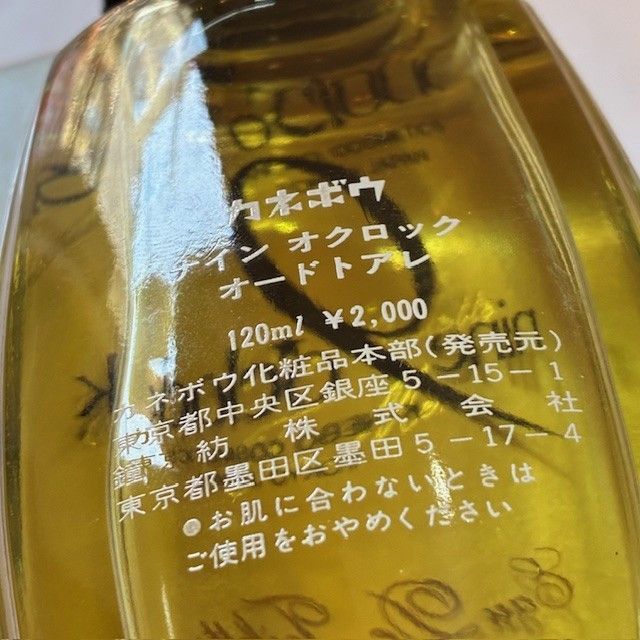 カネボウ
ナイン オクロック
オードトアレ
120ml ¥2,000
カネボウ化粧品本部(発売元)
東京都中央区銀座5-15-1
鐘紡株式会社
東京都墨田区墨田5-17-4
●お肌に合わないときは
ご使用をおやめください